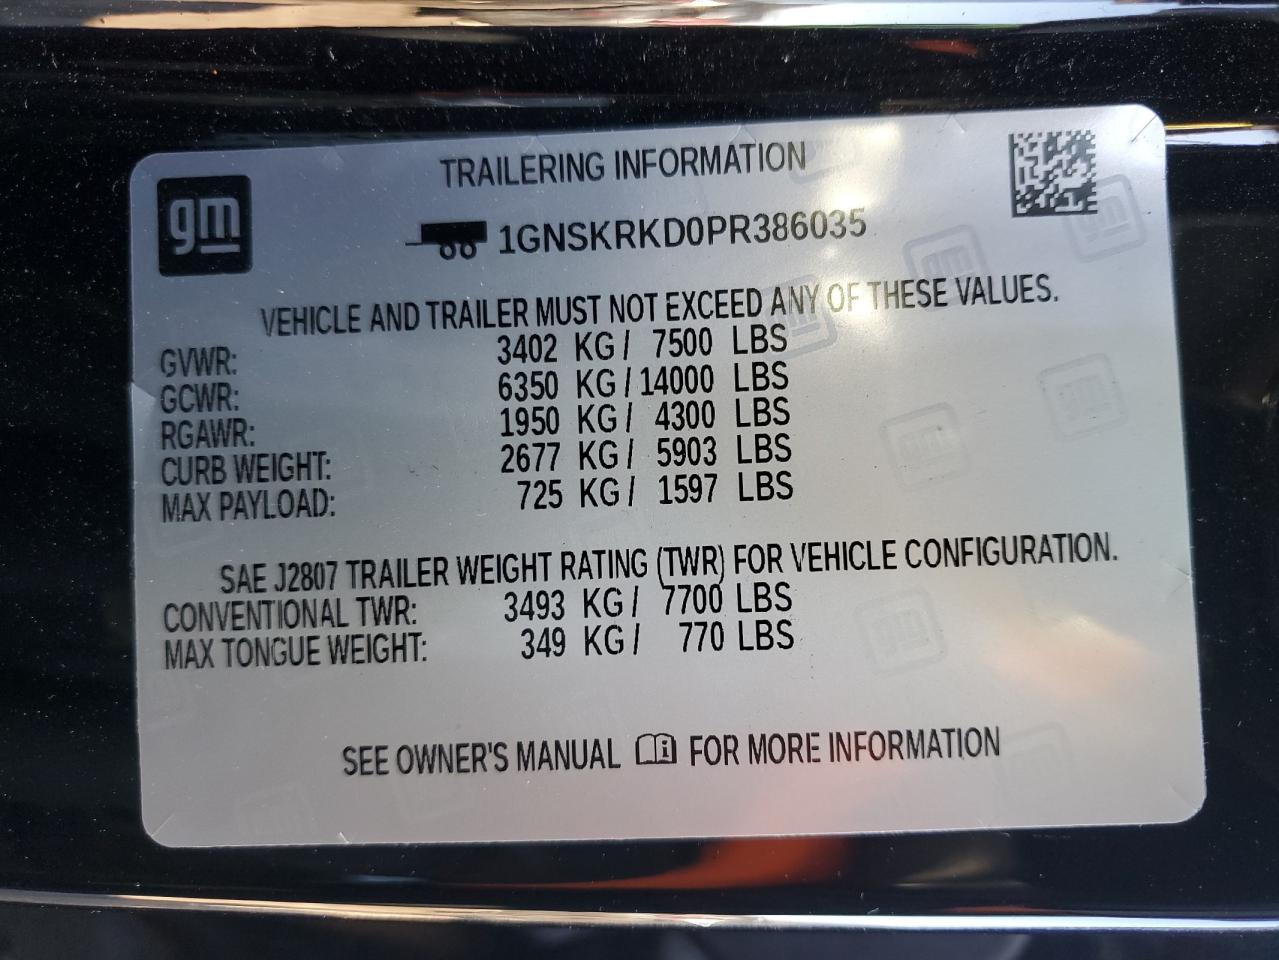 gm
TRAILERING INFORMATION
1GNSKRKD0PR386035
VEHICLE AND TRAILER MUST NOT EXCEED ANY OF THESE VALUES.
GVWR: 3402 KG/ 7500 LBS
GCWR: 6350 KG/14000 LBS
RGAWR: 1950 KG/ 4300 LBS
CURB WEIGHT: 2677 KG/ 5903 LBS
MAX PAYLOAD: 725 KG/ 1597 LBS
SAE J2807 TRAILER WEIGHT RATING (TWR) FOR VEHICLE CONFIGURATION.
CONVENTIONAL TWR: 3493 KG/ 7700 LBS
MAX TONGUE WEIGHT: 349 KG/ 770 LBS
SEE OWNER'S MANUAL FOR MORE INFORMATION